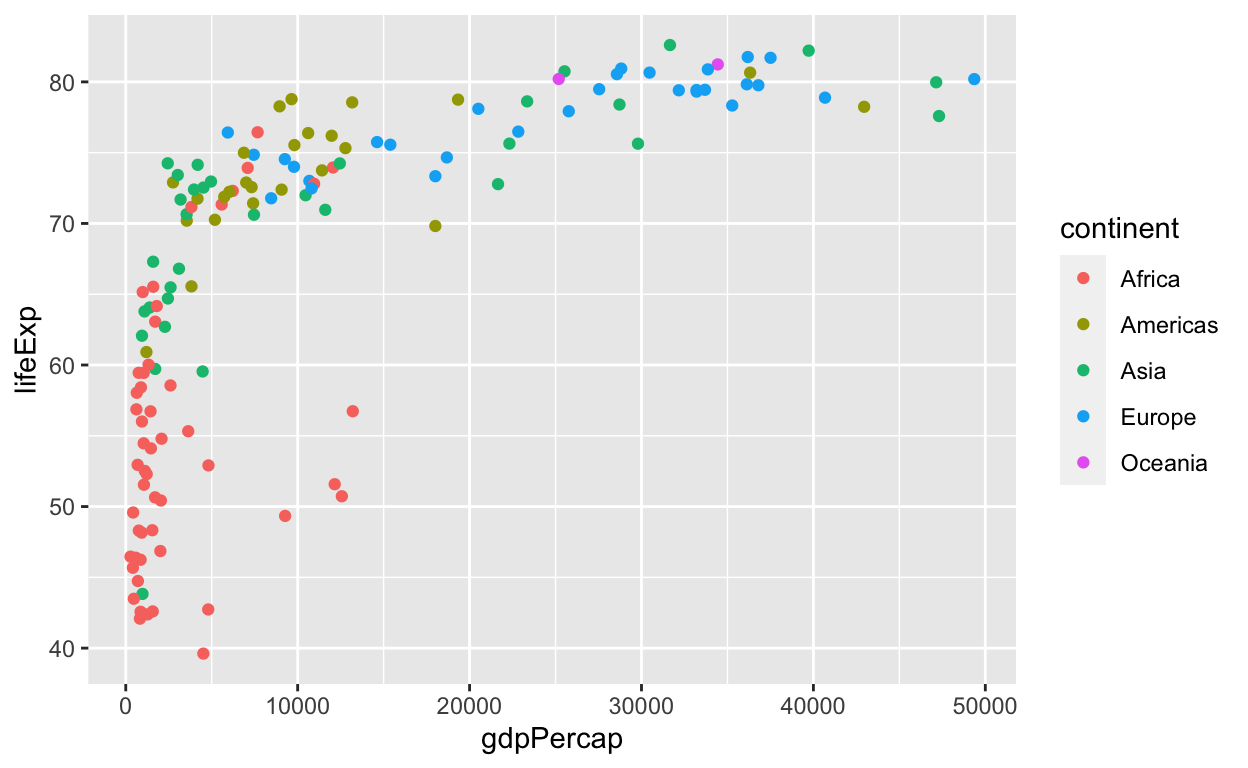 80
70
60
50
40
lifeExp
0 10000 20000 30000 40000 50000
gdpPercap
continent
Africa
Americas
Asia
Europe
Oceania